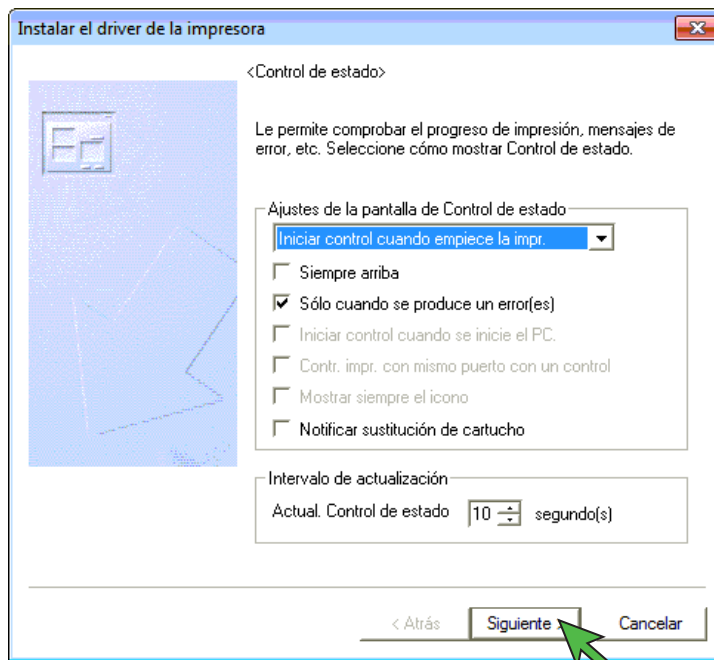 Instalar el driver de la impresora
<Control de estado>
Le permite comprobar el progreso de impresión, mensajes de
error, etc. Seleccione cómo mostrar Control de estado.
Ajustes de la pantalla de Control de estado
Iniciar control cuando empiece la impr.
Siempre arriba
Sólo cuando se produce un error(es)
Iniciar control cuando se inicie el PC.
Contr. impr. con mismo puerto con un control
Mostrar siempre el icono
Notificar sustitución de cartucho
Intervalo de actualización
Actual. Control de estado 10 segundo(s)
< Atrás Siguiente > Cancelar